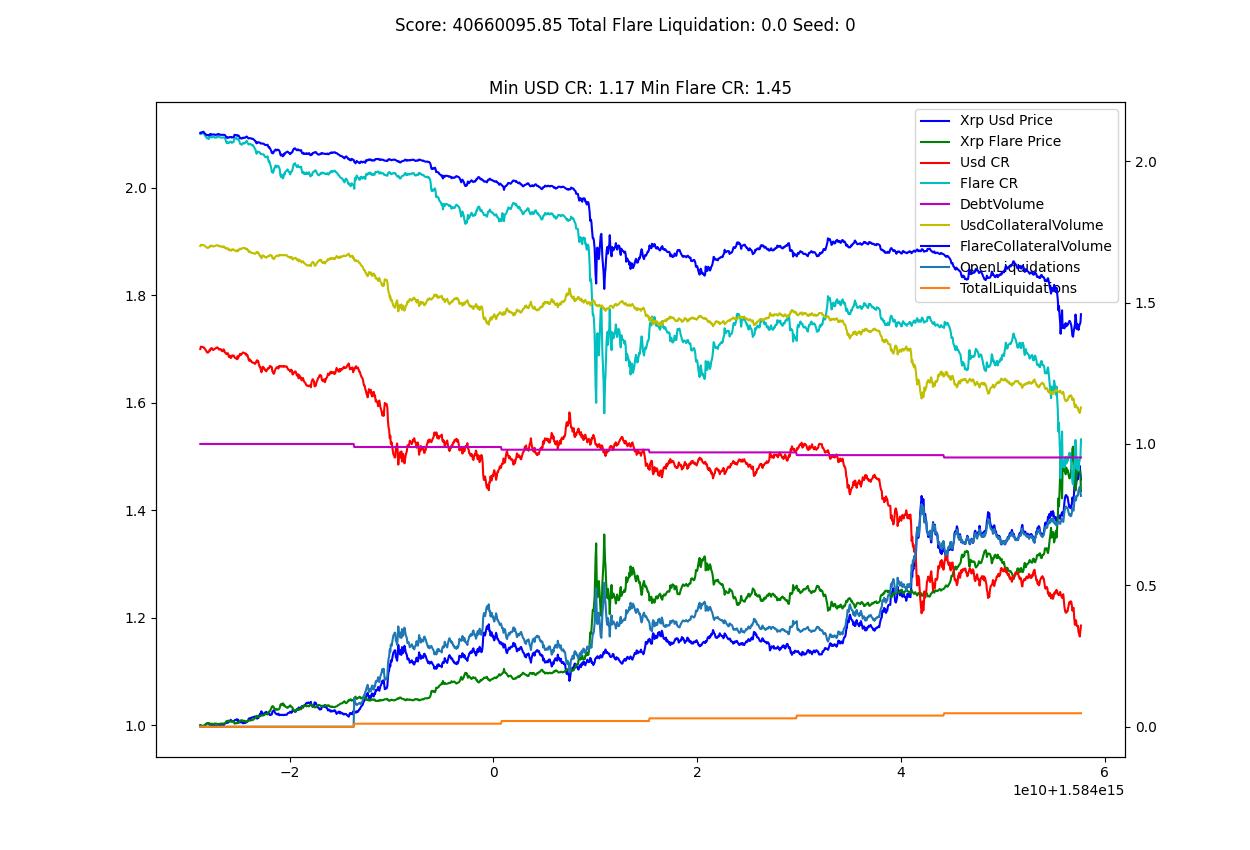 Score: 40660095.85 Total Flare Liquidation: 0.0 Seed: 0
Min USD CR: 1.17 Min Flare CR: 1.45
Xrp Usd Price
Xrp Flare Price
Usd CR
Flare CR
DebtVolume
UsdCollateralVolume
FlareCollateralVolume
OpenLiquidations
TotalLiquidations
2.0
1.8
1.6
1.4
1.2
1.0
2.0
1.5
1.0
0.5
0.0
−2
0
2
4
6
1e10+1.584e15